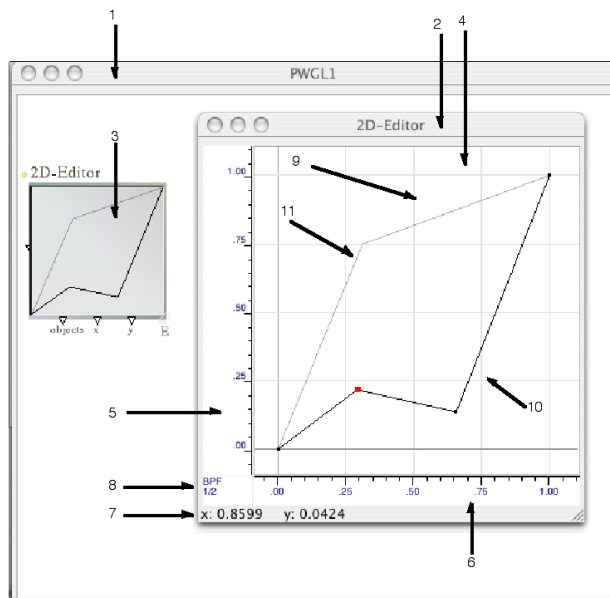 1
2
4
PWGL1
2D-Editor
3
9
2D-Editor
1.00
11
.75
.50
objects x y E
.25
5
10
.00
8
BPF
1/2
.00 .25 .50 .75 1.00
7
x: 0.8599 y: 0.0424
6